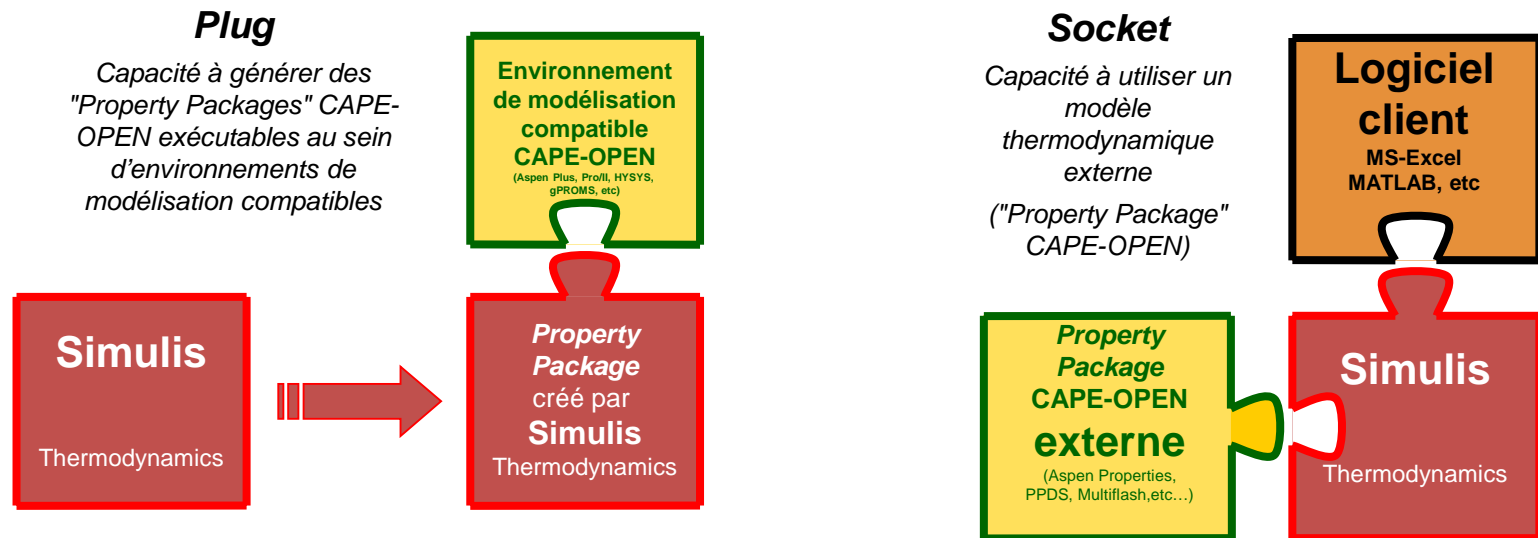 Plug
Capacité à générer des
"Property Packages" CAPE-
OPEN exécutables au sein
d'environnements de
modélisation compatibles
Environnement
de modélisation
compatible
CAPE-OPEN
(Aspen Plus, Pro/II, HYSYS,
gPROMS, etc)
Simulis
Thermodynamics
Property
Package
créé par
Simulis
Thermodynamics
Socket
Capacité à utiliser un
modèle
thermodynamique
externe
("Property Package"
CAPE-OPEN)
Logiciel
client
MS-Excel
MATLAB, etc
Property
Package
CAPE-OPEN
externe
(Aspen Properties,
PPDS, Multiflash,etc…)
Simulis
Thermodynamics